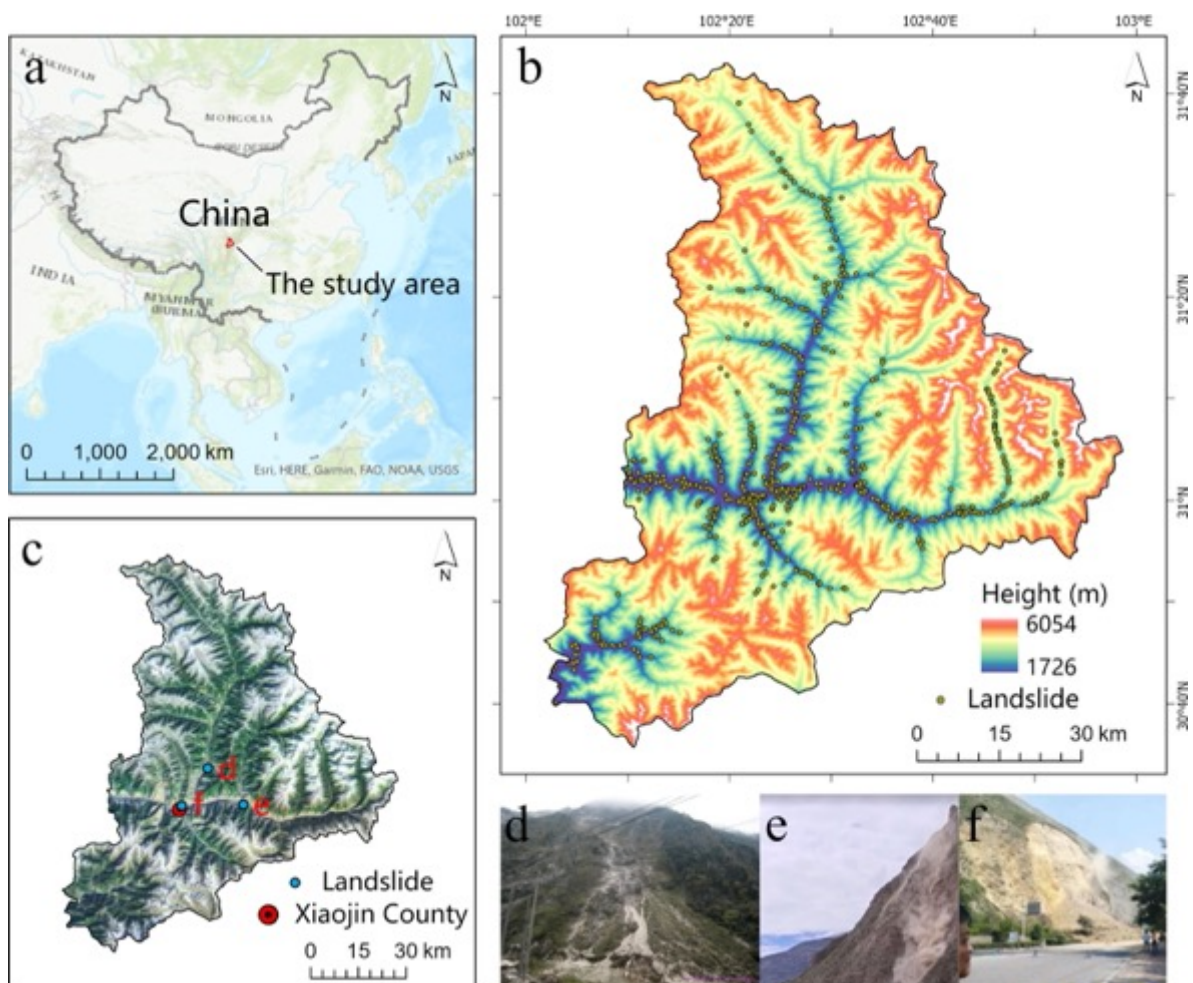 a
N
KAZAKHSTAN
MONGOLIA
GOBI DESERT
JAPAN
China
The study area
INDIA
MYANMAR
(BURMA)
0 1,000 2,000 km
Esri, HERE, Garmin, FAO, NOAA, USGS
102°E 102°20'E 102°40'E 103°E
b
N
31°40'N
31°20'N
31°N
30°40'N
Height (m)
6054
1726
Landslide
0 15 30 km
c
N
d
f
e
Landslide
Xiaojin County
0 15 30 km
d
e
f